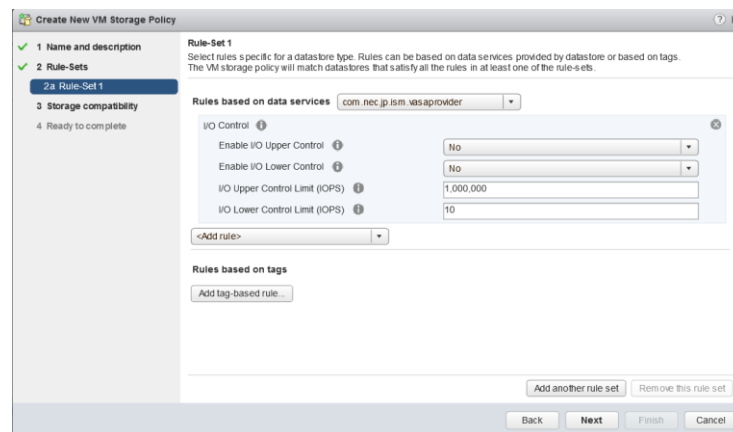 Create New VM Storage Policy
1 Name and description
2 Rule-Sets
2a Rule-Set 1
3 Storage compatibility
4 Ready to complete
Rule-Set 1
Select rules specific for a datastore type. Rules can be based on data services provided by datastore or based on tags.
The VM storage policy will match datastores that satisfy all the rules in at least one of the rule-sets.
Rules based on data services com.nec.jp.ism.vasaprovider
I/O Control
Enable I/O Upper Control No
Enable I/O Lower Control No
I/O Upper Control Limit (IOPS) 1,000,000
I/O Lower Control Limit (IOPS) 10
<Add rule>
Rules based on tags
Add tag-based rule...
Add another rule set Remove this rule set
Back Next Finish Cancel